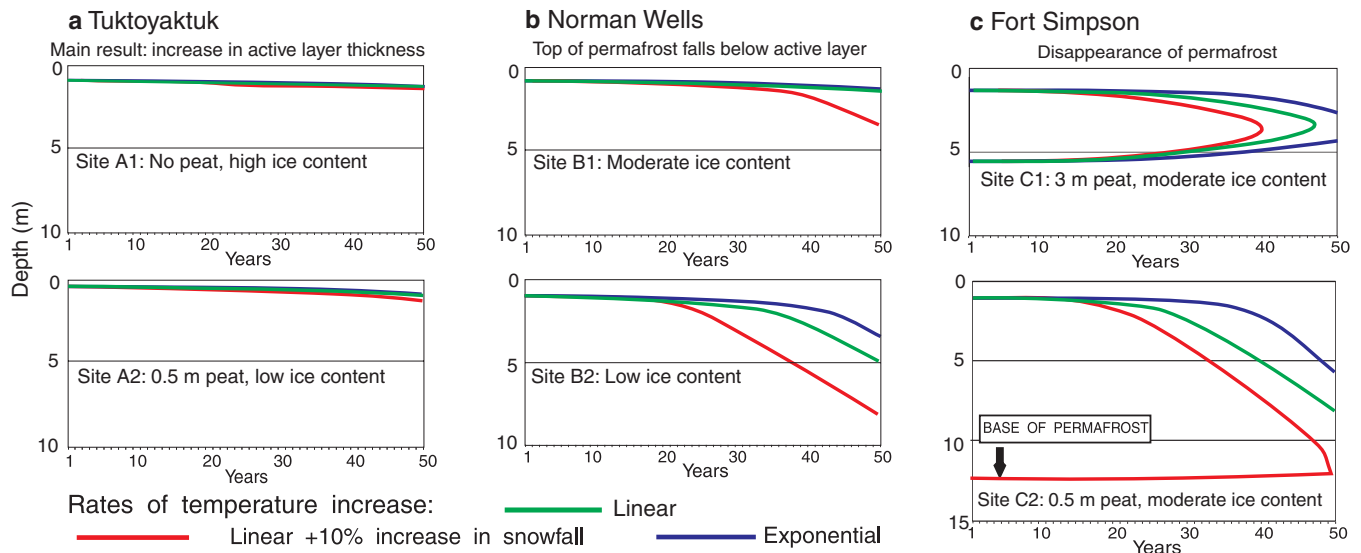 a Tuktoyaktuk
Main result: increase in active layer thickness
0
5
10
Site A1: No peat, high ice content
1 10 20 30 40 50
Years
0
5
10
Site A2: 0.5 m peat, low ice content
1 10 20 30 40 50
Years
Depth (m)
b Norman Wells
Top of permafrost falls below active layer
0
5
10
Site B1: Moderate ice content
1 10 20 30 40 50
Years
0
5
10
Site B2: Low ice content
1 10 20 30 40 50
Years
c Fort Simpson
Disappearance of permafrost
0
5
10
Site C1: 3 m peat, moderate ice content
1 10 20 30 40 50
Years
0
5
10
15
BASE OF PERMAFROST
Site C2: 0.5 m peat, moderate ice content
1 10 20 30 40 50
Years
Rates of temperature increase:
Linear
Linear +10% increase in snowfall
Exponential